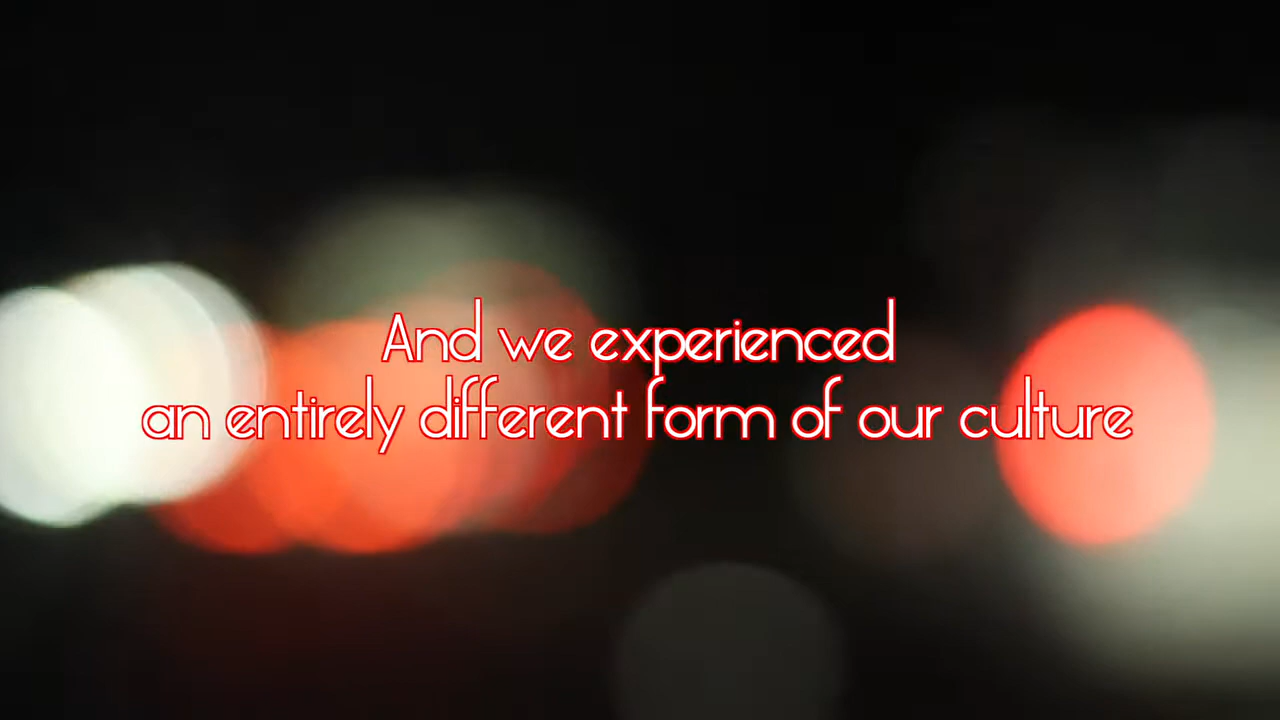 And we experienced
an entirely different form of our culture